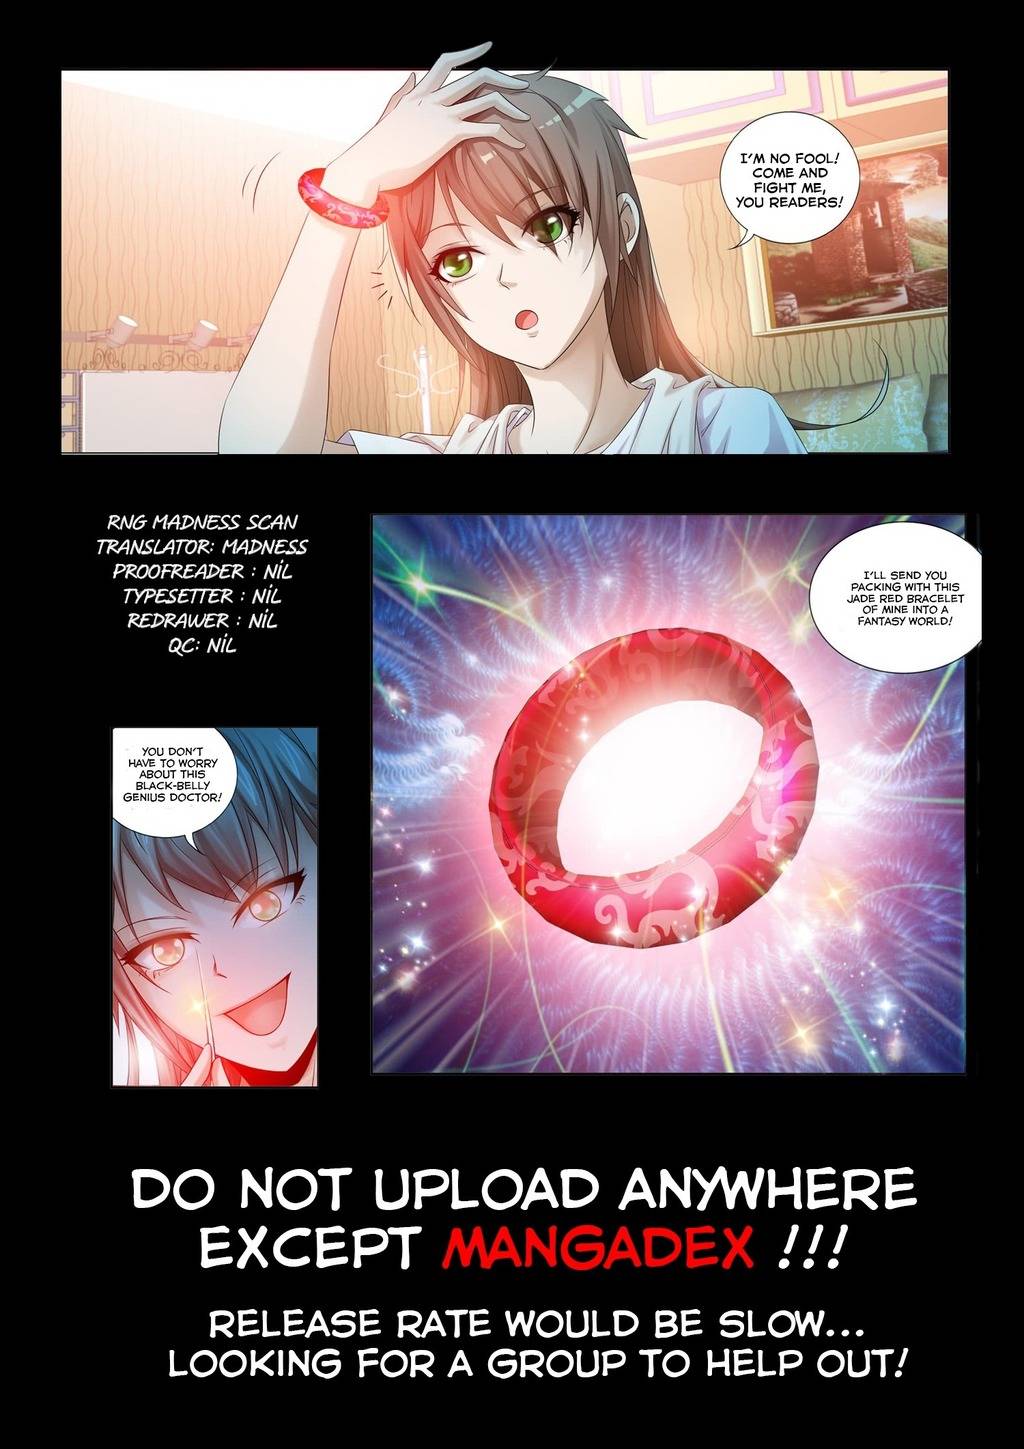 I'M NO FOOL!
COME AND
FIGHT ME,
YOU READERS!
RNG MADNESS SCAN
TRANSLATOR: MADNESS
PROOFREADER : NiL
TYPESETTER : NiL
REDRAWER : NiL
QC: NiL
I'LL SEND YOU
PACKING WITH THIS
JADE RED BRACELET
OF MINE INTO A
FANTASY WORLD!
YOU DON'T
HAVE TO WORRY
ABOUT THIS
BLACK-BELLY
GENIUS DOCTOR!
DO NOT UPLOAD ANYWHERE
EXCEPT MANGADEX !!!
RELEASE RATE WOULD BE SLOW...
LOOKING FOR A GROUP TO HELP OUT!